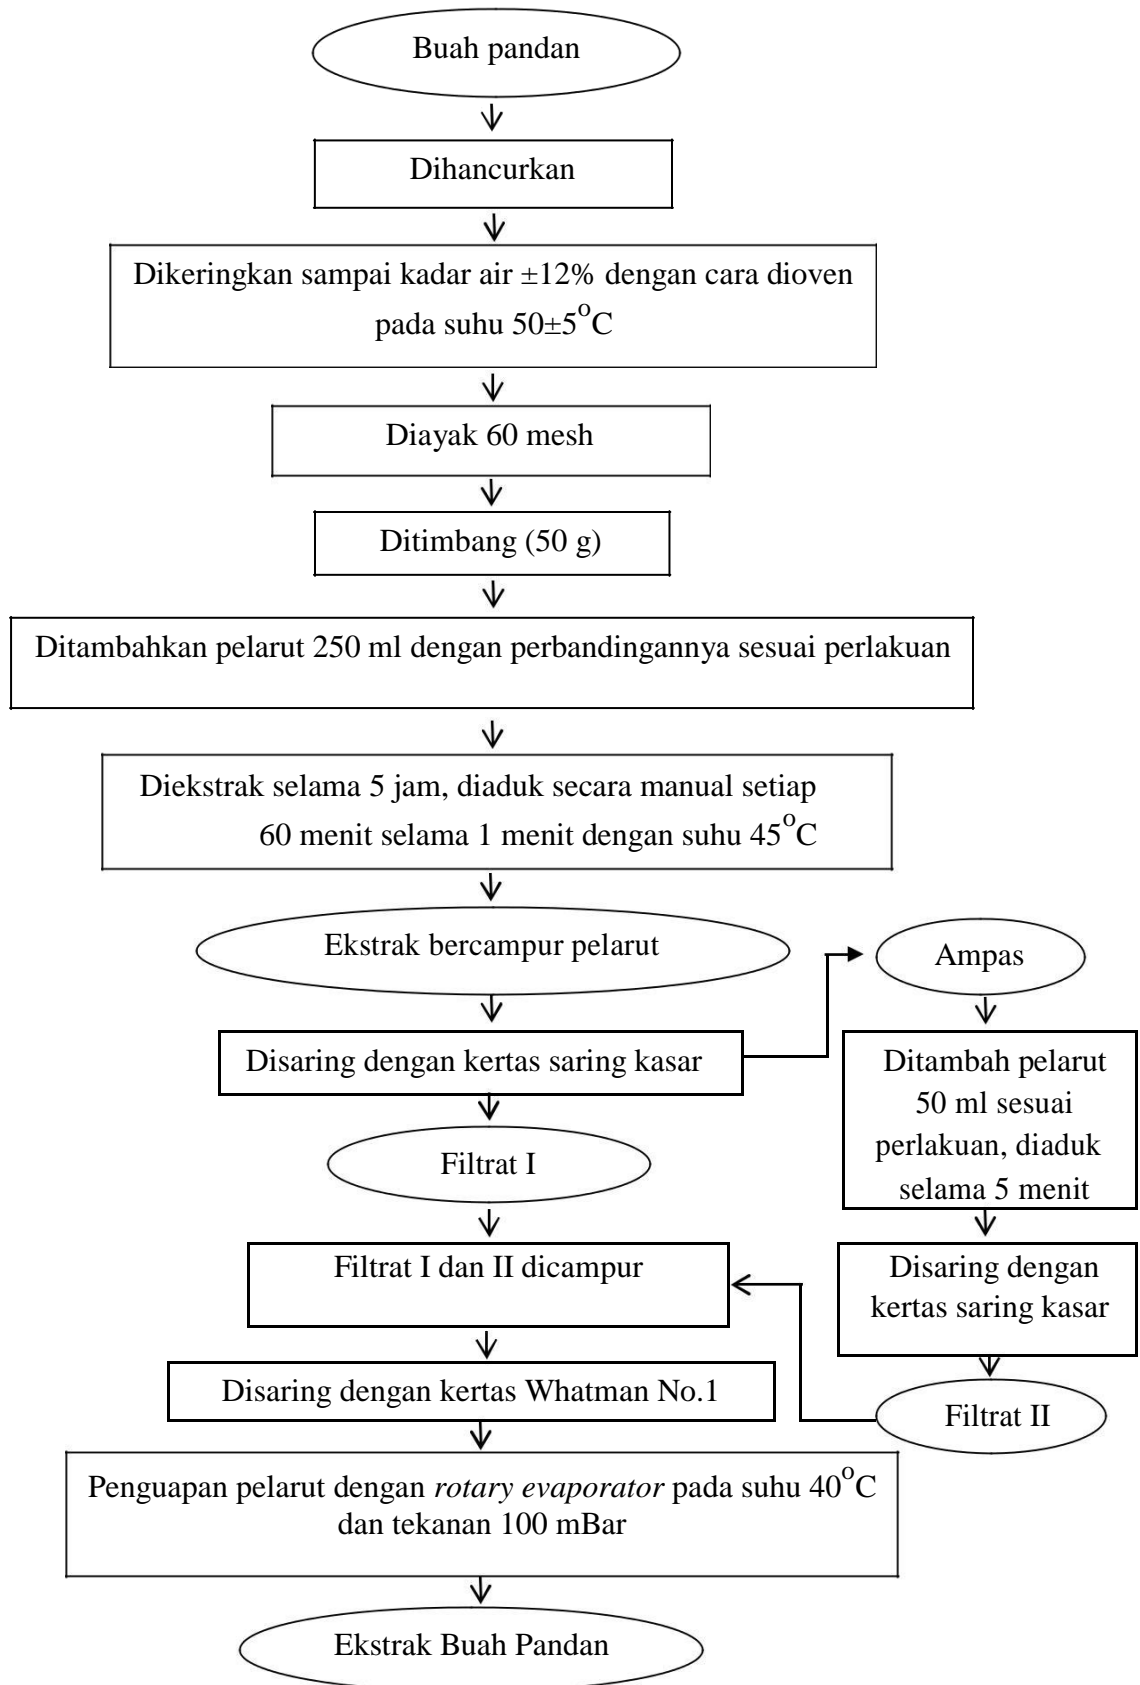 Buah pandan
Dihancurkan
Dikeringkan sampai kadar air ±12% dengan cara dioven
pada suhu 50±5°C
Diayak 60 mesh
Ditimbang (50 g)
Ditambahkan pelarut 250 ml dengan perbandingannya sesuai perlakuan
Diekstrak selama 5 jam, diaduk secara manual setiap
60 menit selama 1 menit dengan suhu 45°C
Ekstrak bercampur pelarut
Disaring dengan kertas saring kasar
Ampas
Ditambah pelarut
50 ml sesuai
perlakuan, diaduk
selama 5 menit
Disaring dengan
kertas saring kasar
Filtrat II
Filtrat I
Filtrat I dan II dicampur
Disaring dengan kertas Whatman No.1
Penguapan pelarut dengan rotary evaporator pada suhu 40°C
dan tekanan 100 mBar
Ekstrak Buah Pandan